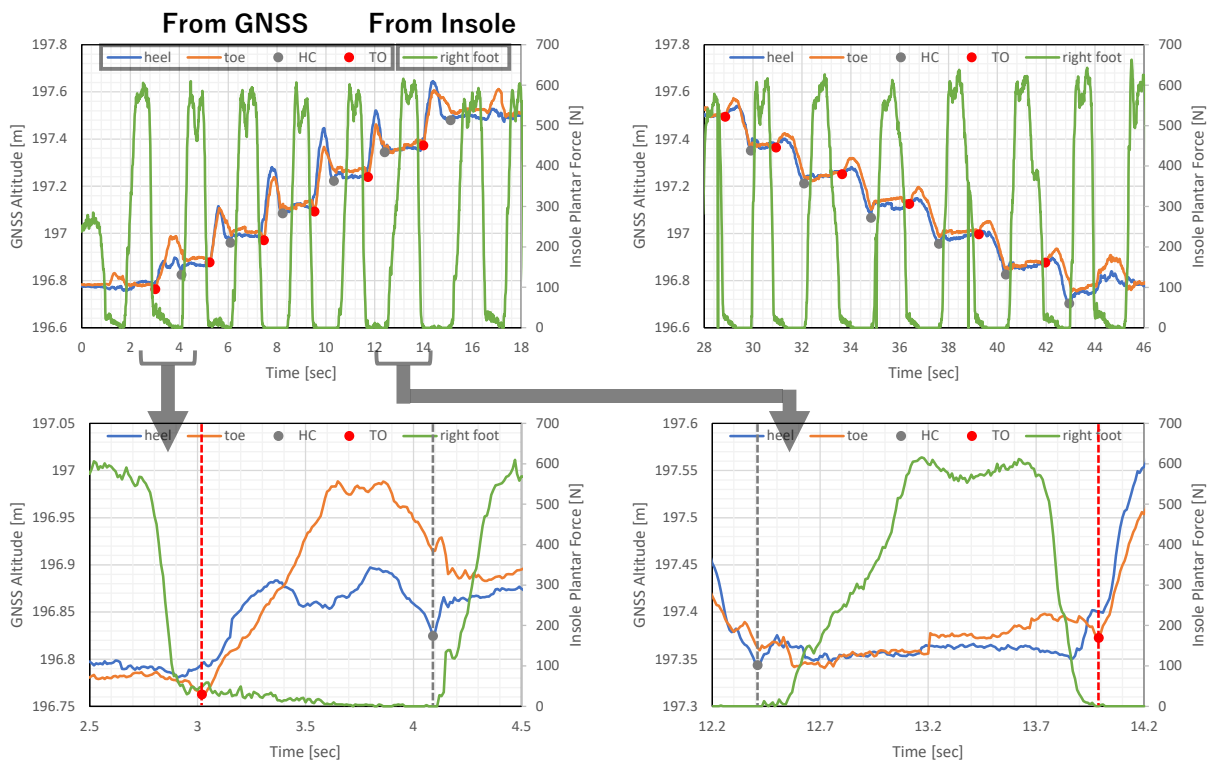 From GNSS From Insole
197.8 700
heel toe HC TO right foot
197.6 600
500
197.4
400
197.2
300
197
200
196.8
100
196.6 0
0 2 4 6 8 10 12 14 16 18
Time [sec]
GNSS Altitude [m]
Insole Plantar Force [N]
197.8 700
heel toe HC TO right foot
197.6 600
500
197.4
400
197.2
300
197
200
196.8
100
196.6 0
28 30 32 34 36 38 40 42 44 46
Time [sec]
GNSS Altitude [m]
Insole Plantar Force [N]
197.05 700
heel toe HC TO right foot
197 600
196.95 500
400
196.9
300
196.85
200
196.8 100
196.75 0
2.5 3 3.5 4 4.5
Time [sec]
GNSS Altitude [m]
Insole Plantar Force [N]
197.6 700
heel toe HC TO right foot
197.55 600
197.5 500
400
197.45
300
197.4
200
197.35 100
197.3 0
12.2 12.7 13.2 13.7 14.2
Time [sec]
GNSS Altitude [m]
Insole Plantar Force [N]